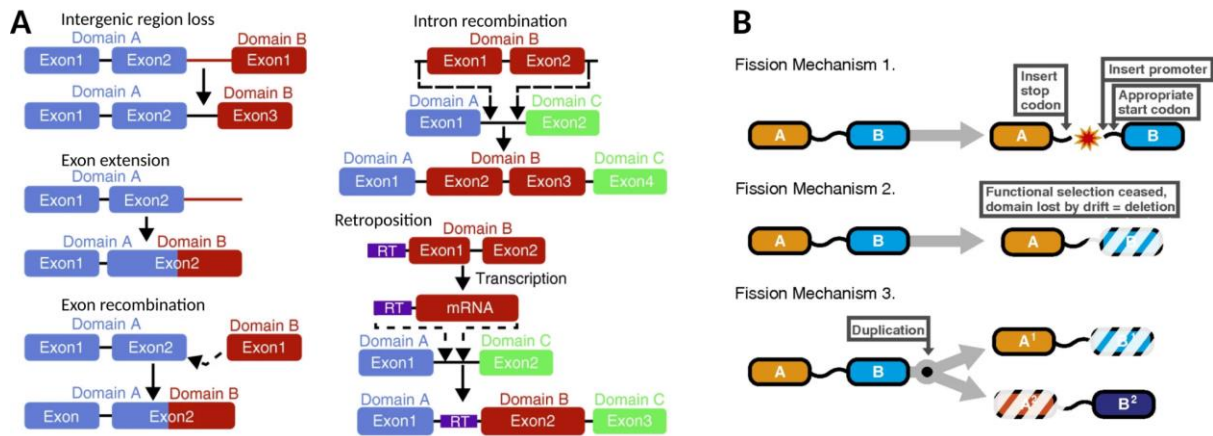 A
Intergenic region loss
Domain A Domain B
Exon1 Exon2 Exon1
Domain A Domain B
Exon1 Exon2 Exon3
Exon extension
Domain A
Exon1 Exon2
Domain A Domain B
Exon1 Exon2
Exon recombination
Domain A Domain B
Exon1 Exon2 Exon1
Domain A Domain B
Exon Exon2
Intron recombination
Domain B
Exon1 Exon2
Domain A Domain C
Exon1 Exon2
Domain A Domain B Domain C
Exon1 Exon2 Exon3 Exon4
Retroposition
Domain B
RT Exon1 Exon2
Transcription
RT mRNA
Domain A Domain C
Exon1 Exon2
Domain A Domain B Domain C
Exon1 RT Exon2 Exon3
B
Fission Mechanism 1.
Insert
stop
codon
Insert promoter
Appropriate
start codon
A B A B
Fission Mechanism 2.
Functional selection ceased,
domain lost by drift = deletion
A B A
Fission Mechanism 3.
Duplication
A B
A1
B2